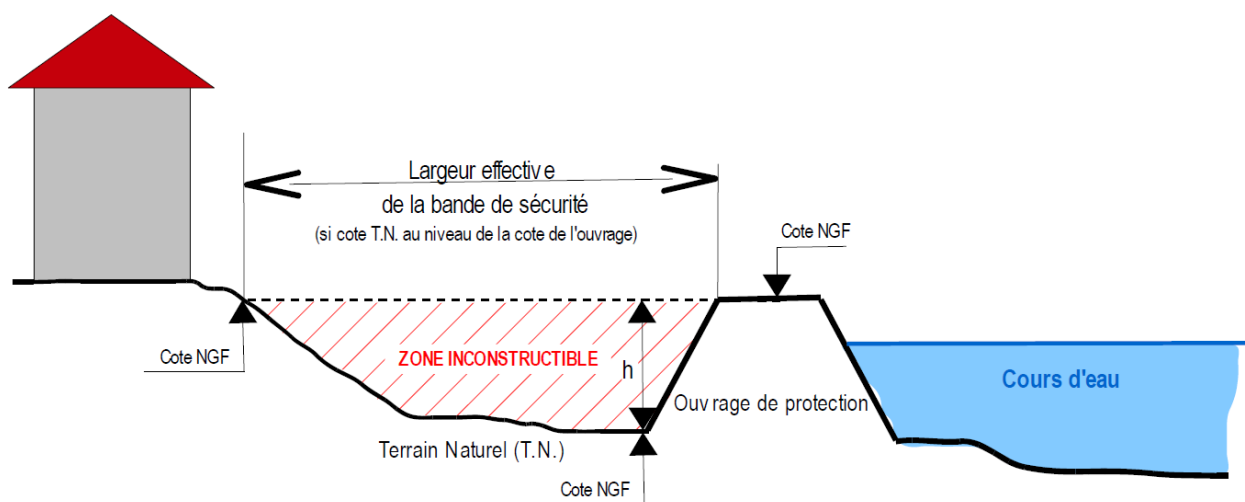 Largeur effective
de la bande de sécurité
(si cote T.N. au niveau de la cote de l'ouvrage)
Cote NGF
Cote NGF
ZONE INCONSTRUCTIBLE
h
Cours d'eau
Ouvrage de protection
Terrain Naturel (T.N.)
Cote NGF